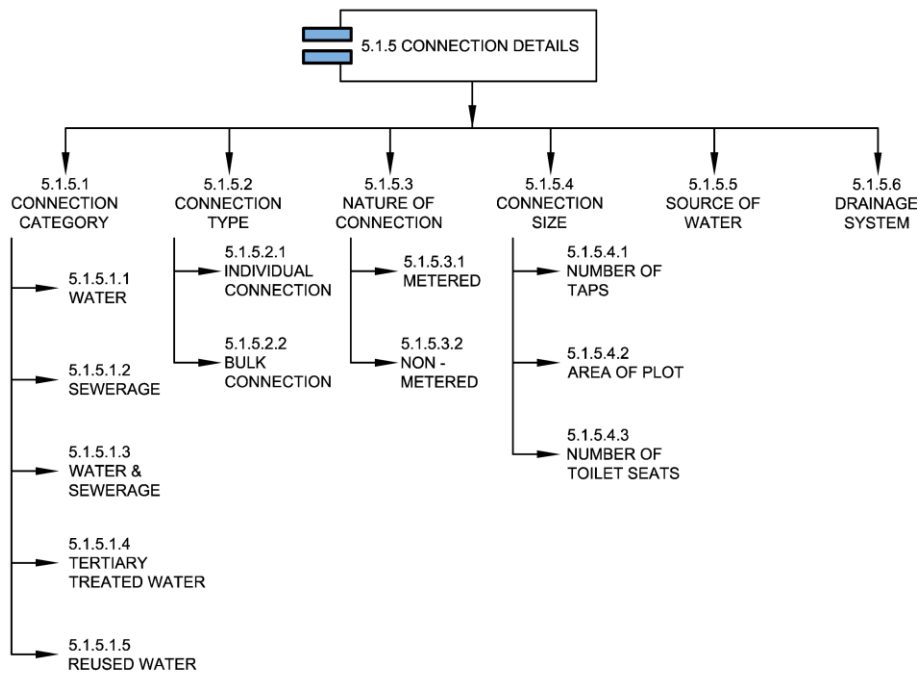 5.1.5 CONNECTION DETAILS
5.1.5.1
CONNECTION
CATEGORY
5.1.5.1.1
WATER
5.1.5.1.2
SEWERAGE
5.1.5.1.3
WATER &
SEWERAGE
5.1.5.1.4
TERTIARY
TREATED WATER
5.1.5.1.5
REUSED WATER
5.1.5.2
CONNECTION
TYPE
5.1.5.2.1
INDIVIDUAL
CONNECTION
5.1.5.2.2
BULK
CONNECTION
5.1.5.3
NATURE OF
CONNECTION
5.1.5.3.1
METERED
5.1.5.3.2
NON -
METERED
5.1.5.4
CONNECTION
SIZE
5.1.5.4.1
NUMBER OF
TAPS
5.1.5.4.2
AREA OF PLOT
5.1.5.4.3
NUMBER OF
TOILET SEATS
5.1.5.5
SOURCE OF
WATER
5.1.5.6
DRAINAGE
SYSTEM